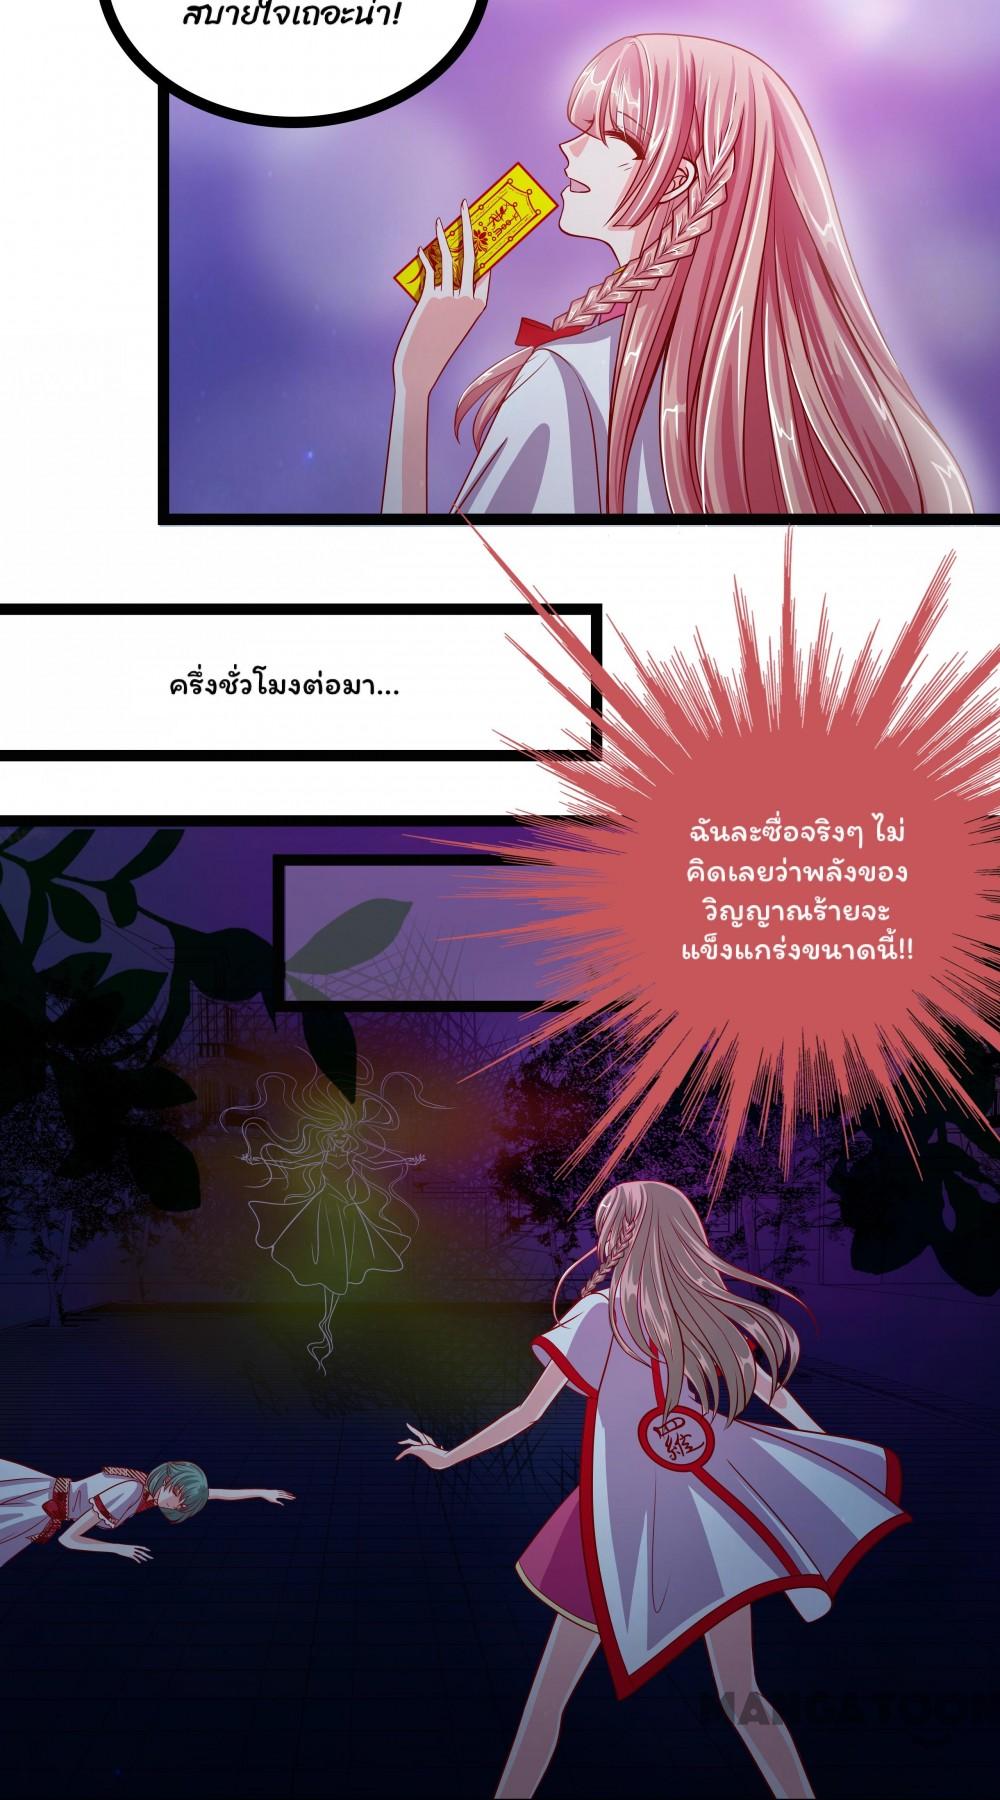 สบายใจเถอะน่า!
ครึ่งชั่วโมงต่อมา...
ฉันละซื่อจริงๆ ไม่
คิดเลยว่าพลังของ
วิญญาณร้ายจะ
แข็งแกร่งขนาดนี้!!
MANGATOON